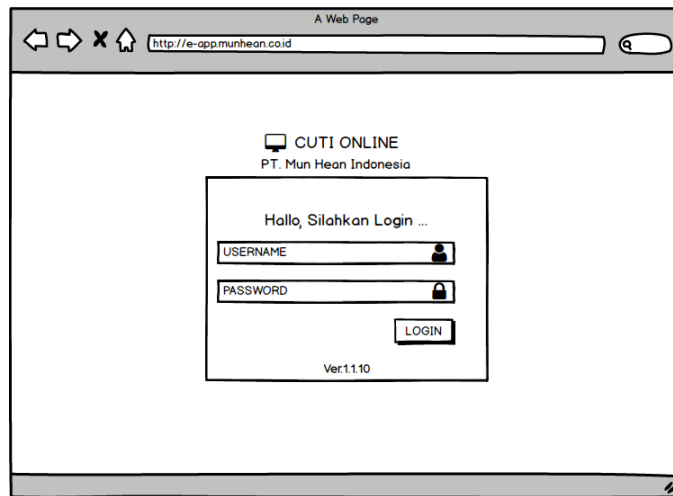 A Web Page
http://e-app.munhean.co.id
CUTI ONLINE
PT. Mun Hean Indonesia
Hallo, Silahkan Login ...
USERNAME
PASSWORD
LOGIN
Ver.1.1.10